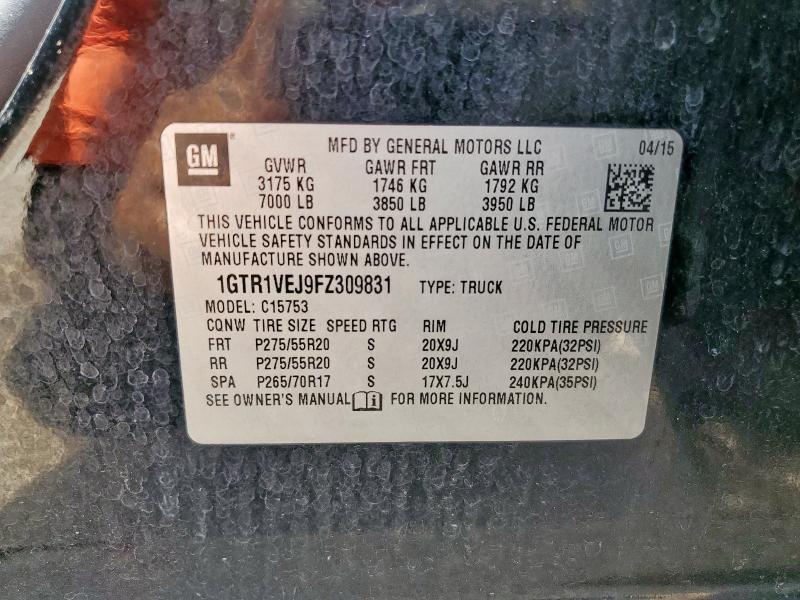 GM MFD BY GENERAL MOTORS LLC 04/15
GVWR GAWR FRT GAWR RR
3175 KG 1746 KG 1792 KG
7000 LB 3850 LB 3950 LB
THIS VEHICLE CONFORMS TO ALL APPLICABLE U.S. FEDERAL MOTOR
VEHICLE SAFETY STANDARDS IN EFFECT ON THE DATE OF
MANUFACTURE SHOWN ABOVE.
1GTR1VEJ9FZ309831 TYPE: TRUCK
MODEL: C15753
CQNW TIRE SIZE SPEED RTG RIM COLD TIRE PRESSURE
FRT P275/55R20 S 20X9J 220KPA(32PSI)
RR P275/55R20 S 20X9J 220KPA(32PSI)
SPA P265/70R17 S 17X7.5J 240KPA(35PSI)
SEE OWNER'S MANUAL FOR MORE INFORMATION.